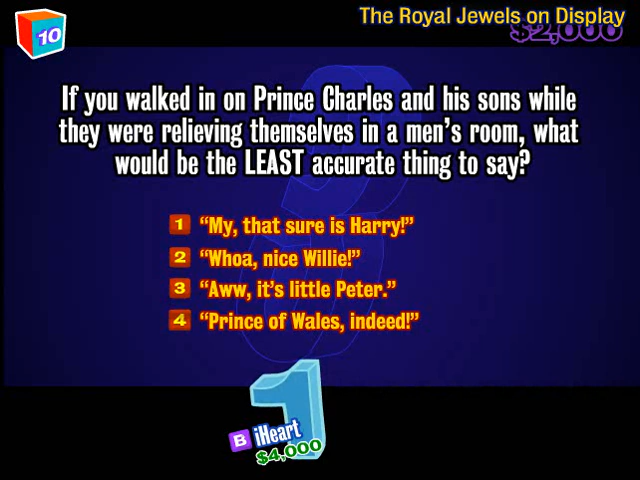 The Royal Jewels on Display
10
$2,000
If you walked in on Prince Charles and his sons while
they were relieving themselves in a men's room, what
would be the LEAST accurate thing to say?
1 “My, that sure is Harry!”
2 “Whoa, nice Willie!”
3 “Aww, it's little Peter.”
4 “Prince of Wales, indeed!”
1
B iHeart
$4,000